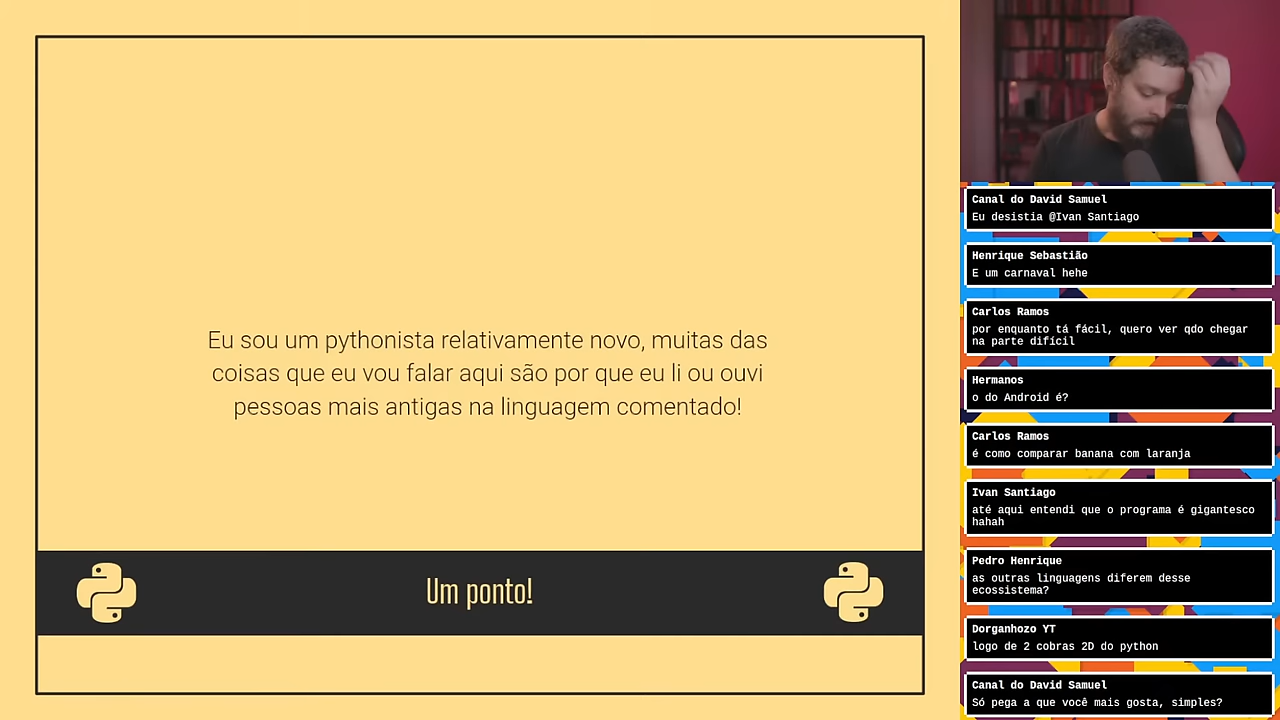 Eu sou um pythonista relativamente novo, muitas das
coisas que eu vou falar aqui são por que eu li ou ouvi
pessoas mais antigas na linguagem comentado!
Um ponto!
Canal do David Samuel
Eu desistia @Ivan Santiago
Henrique Sebastião
E um carnaval hehe
Carlos Ramos
por enquanto tá fácil, quero ver qdo chegar
na parte difícil
Hermanos
o do Android é?
Carlos Ramos
é como comparar banana com laranja
Ivan Santiago
até aqui entendi que o programa é gigantesco
hahah
Pedro Henrique
as outras linguagens diferem desse
ecossistema?
Dorganhozo YT
logo de 2 cobras 2D do python
Canal do David Samuel
Só pega a que você mais gosta, simples?